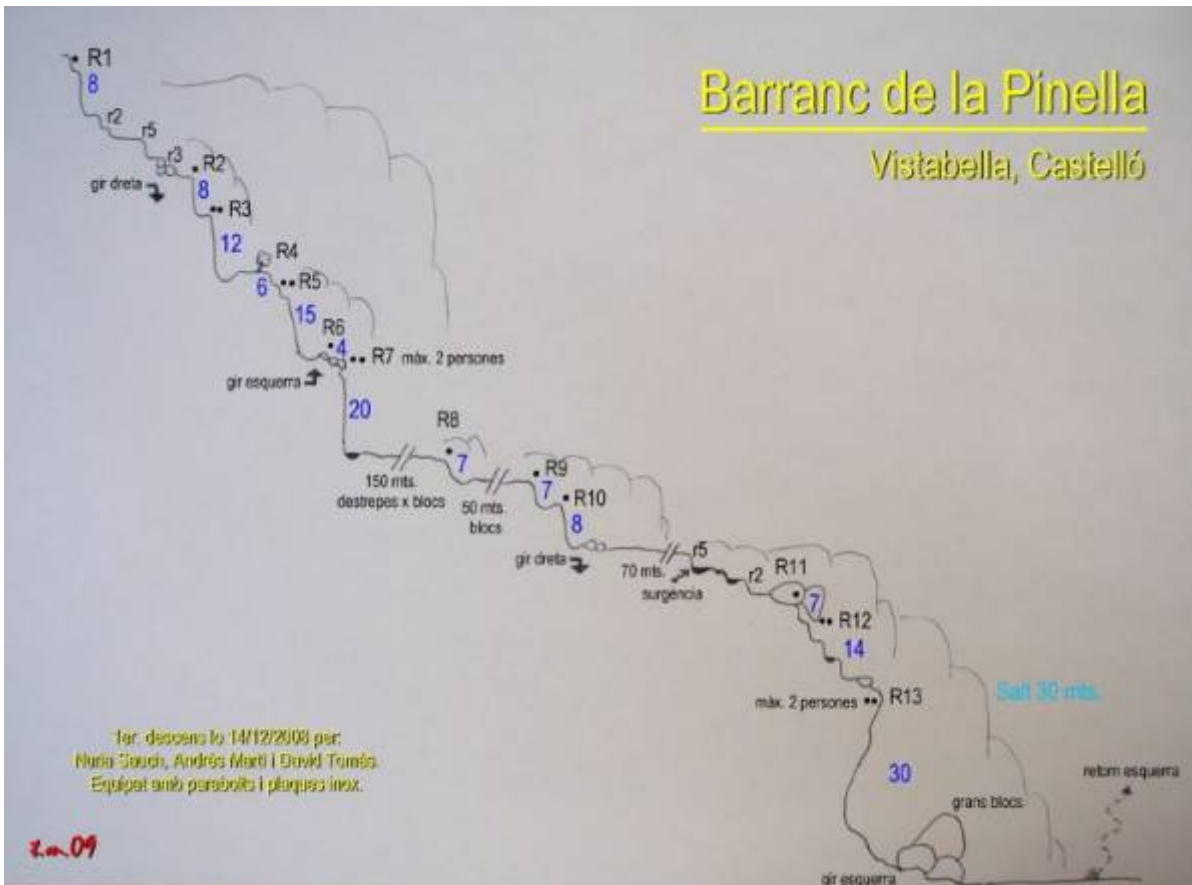 Barranc de la Pinella
Vistabella, Castelló
R1
8
r2
r5
r3
R2
gir dreta
8
R3
12
R4
6
R5
15
R6
4
R7 màx. 2 persones
gir esquerra
20
R8
7
150 mts.
destrepes x blocs
50 mts.
blocs
R9
7
R10
8
gir dreta
70 mts.
r5
surgència
r2
R11
7
R12
14
màx. 2 persones
R13
Salt 30 mts.
30
retorn esquerra
grans blocs
gir esquerra
1er. descens lo 14/12/2008 per:
Nuria Sauch, Andrés Martí i David Tomás.
Equipat amb parabolts i plaques inox.
09